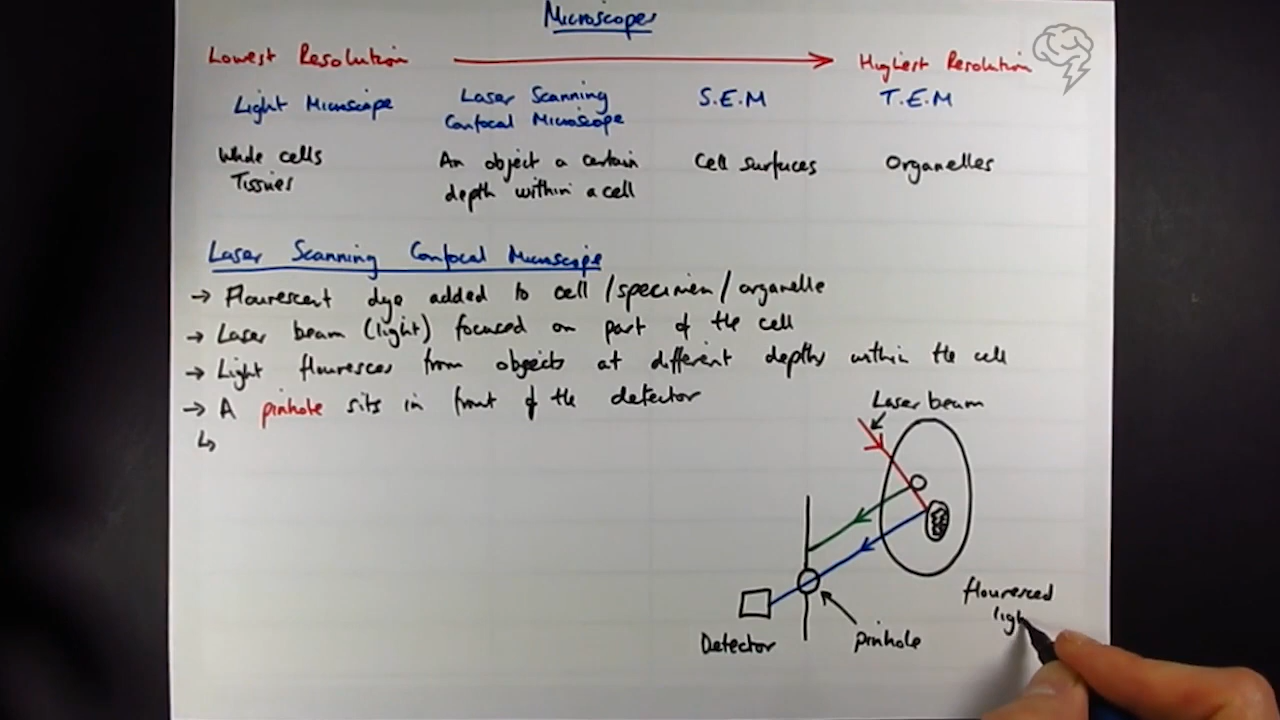 Microscopes
Lowest Resolution
Highest Resolution
Light Microscope
Laser Scanning
Confocal Microscope
S.E.M
T.E.M
Whole cells
Tissues
An object a certain
depth within a cell
Cell surfaces
Organelles
Laser Scanning Confocal Microscope
→ Flourescent dye added to cell/specimen/organelle
→ Laser beam (light) focused on part of the cell
→ Light flouresces from objects at different depths within the cell
→ A pinhole sits in front of the detector
↳
Laser beam
flouresced
ligh
Detector
pinhole